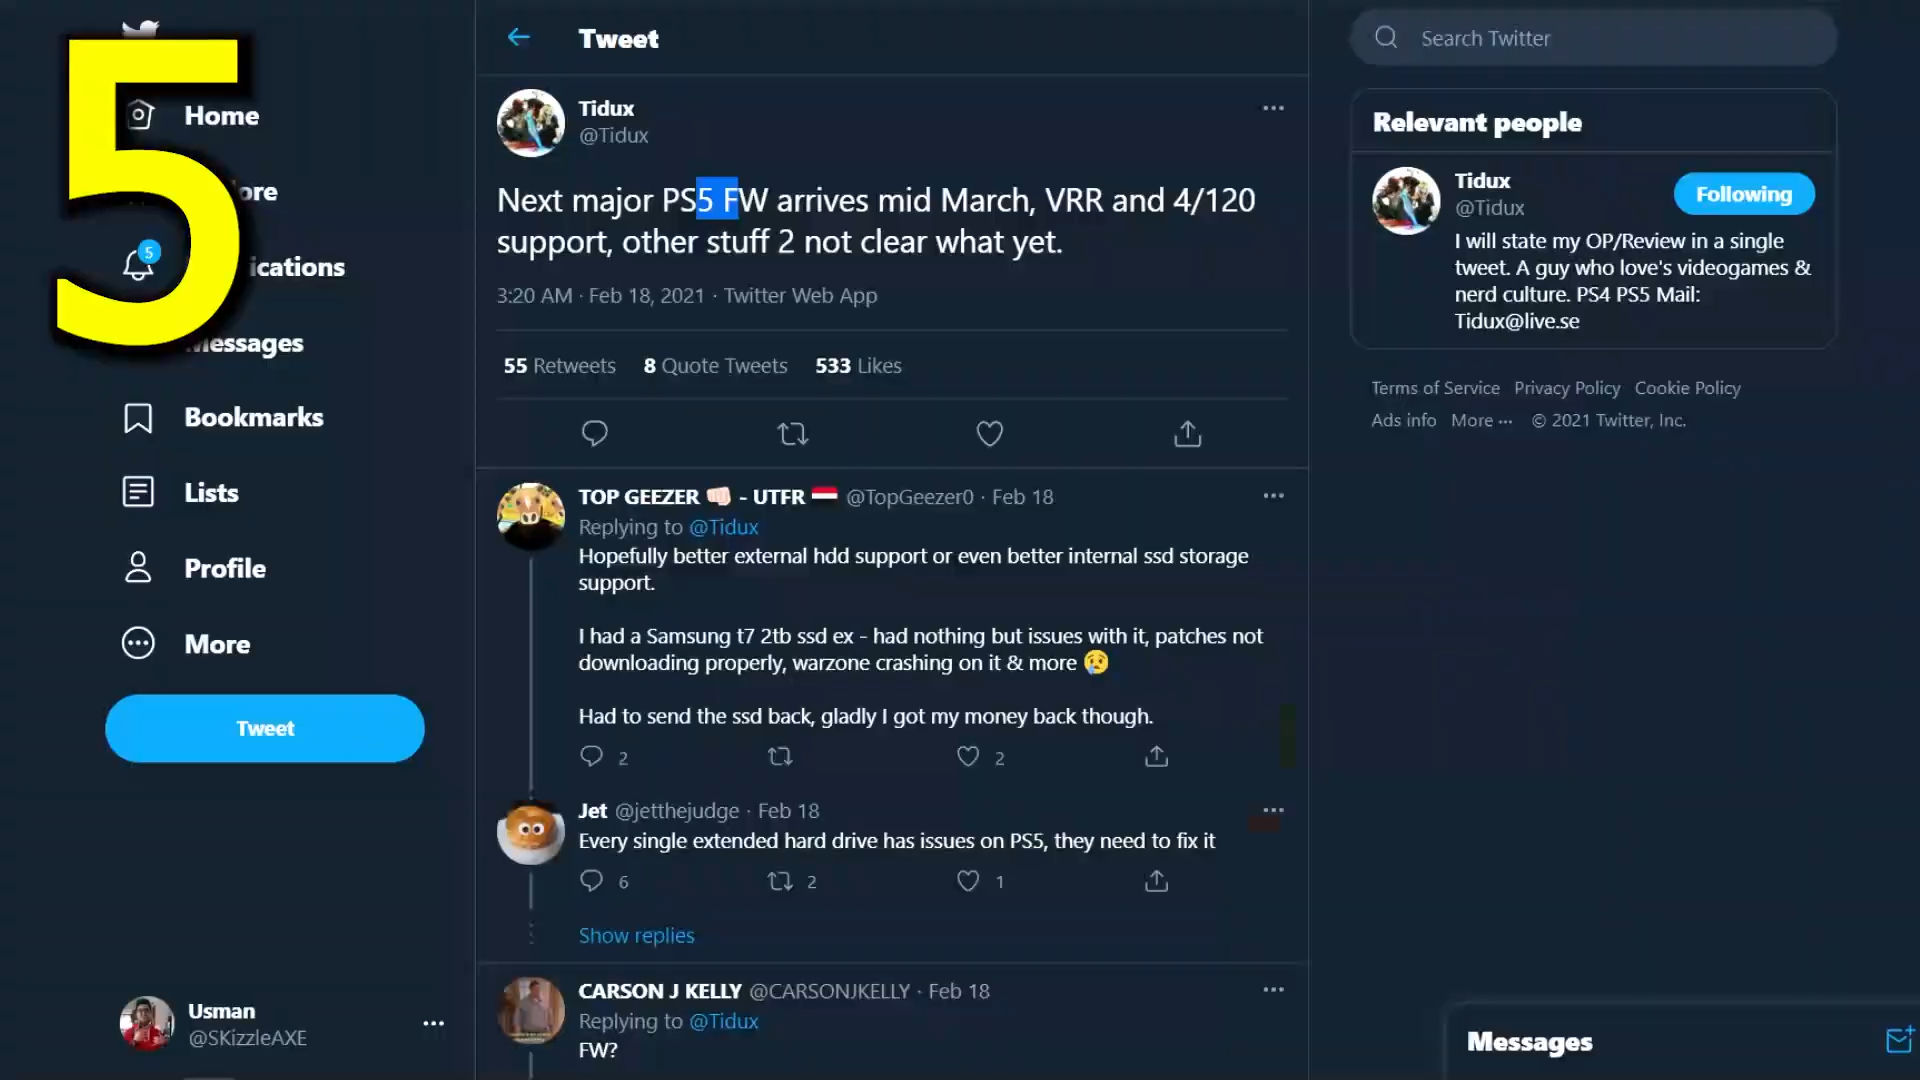 5
Home
ore
5
ications
Messages
Bookmarks
Lists
Profile
More
Tweet
Usman
@SKizzleAXE
Tweet
Tidux
@Tidux
Next major PS5 FW arrives mid March, VRR and 4/120
support, other stuff 2 not clear what yet.
3:20 AM · Feb 18, 2021 · Twitter Web App
55 Retweets 8 Quote Tweets 533 Likes
TOP GEEZER 👊🏻 - UTFR 🇮🇩 @TopGeezer0 · Feb 18
Replying to @Tidux
Hopefully better external hdd support or even better internal ssd storage
support.
I had a Samsung t7 2tb ssd ex - had nothing but issues with it, patches not
downloading properly, warzone crashing on it & more 😢
Had to send the ssd back, gladly I got my money back though.
2 2
Jet @jetthejudge · Feb 18
Every single extended hard drive has issues on PS5, they need to fix it
6 2 1
Show replies
CARSON J KELLY @CARSONJKELLY · Feb 18
Replying to @Tidux
FW?
Search Twitter
Relevant people
Tidux
@Tidux
Following
I will state my OP/Review in a single
tweet. A guy who love's videogames &
nerd culture. PS4 PS5 Mail:
Tidux@live.se
Terms of Service Privacy Policy Cookie Policy
Ads info More ··· © 2021 Twitter, Inc.
Messages